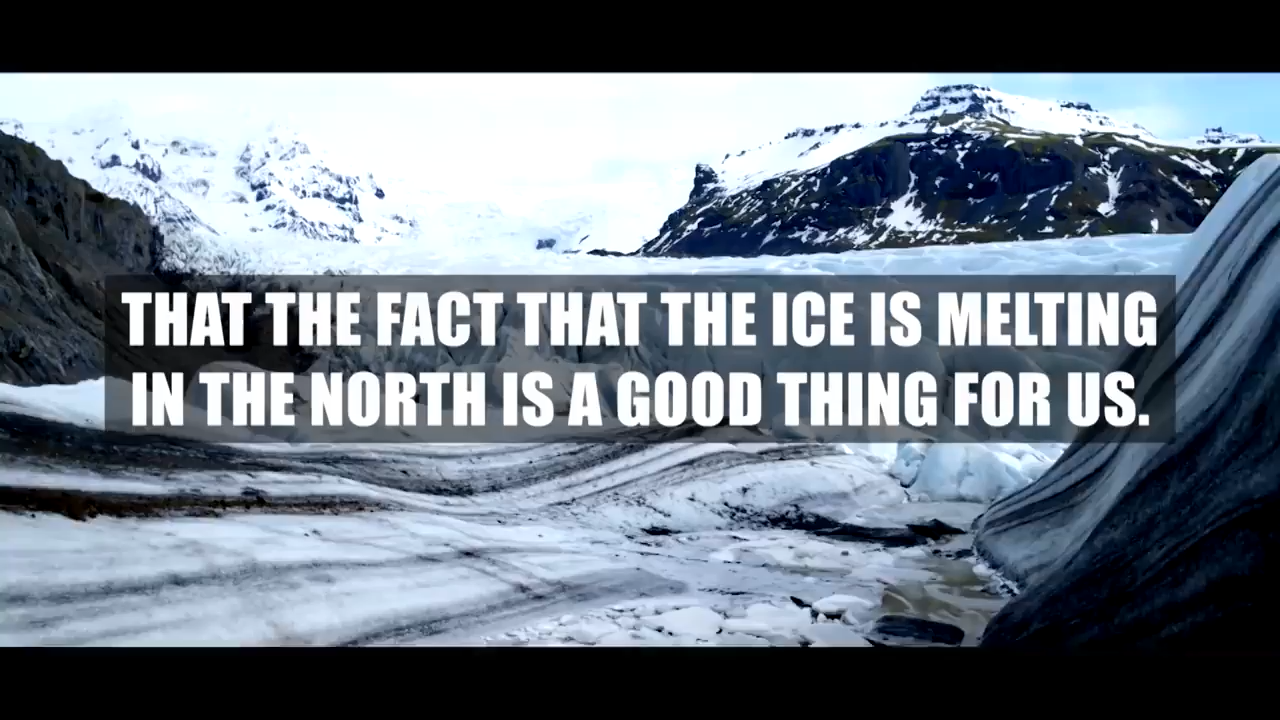 THAT THE FACT THAT THE ICE IS MELTING
IN THE NORTH IS A GOOD THING FOR US.